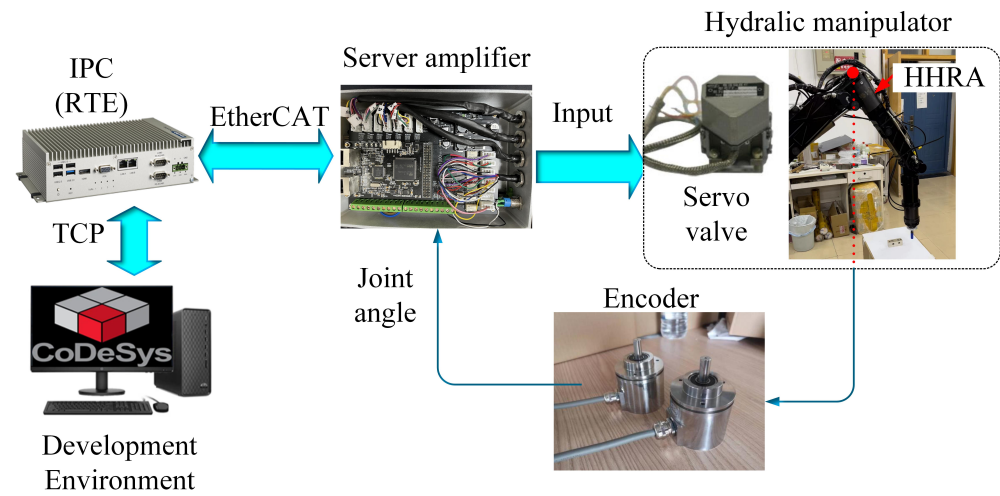 Hydralic manipulator
Server amplifier
IPC
(RTE)
EtherCAT
Input
HHRA
Servo
valve
TCP
Joint
angle
Encoder
CoDeSys
Development
Environment